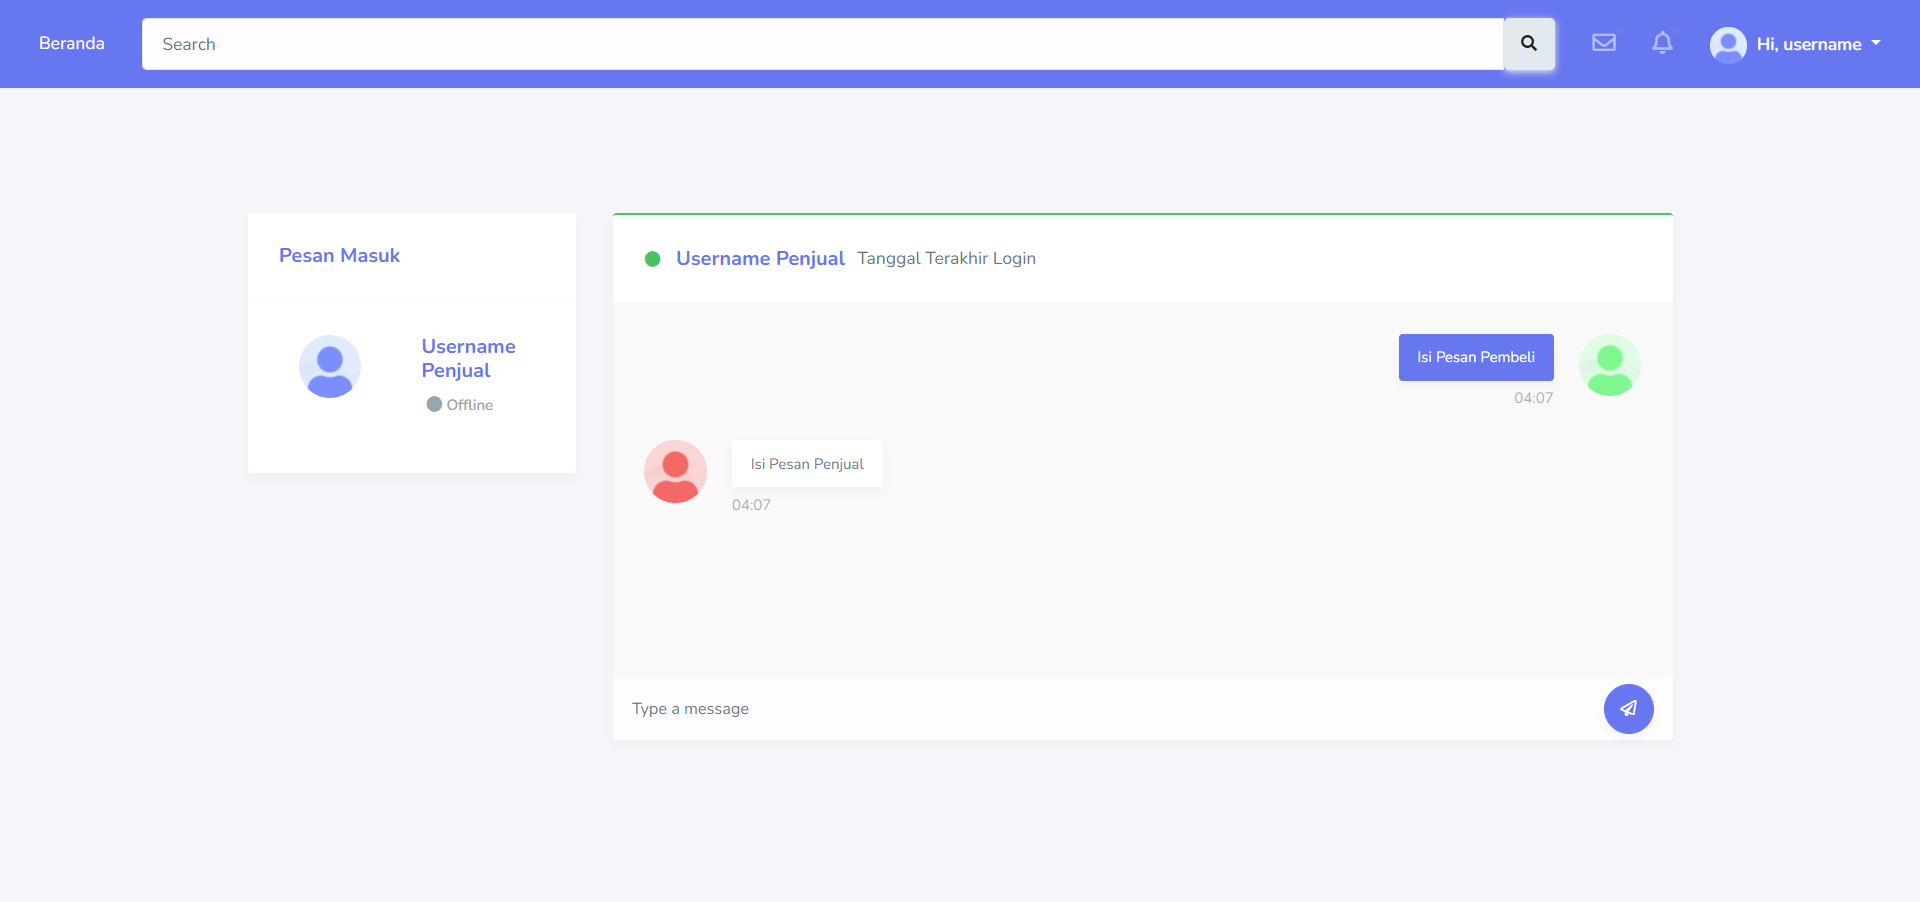 Beranda
Search
Hi, username
Pesan Masuk
Username
Penjual
Offline
Username Penjual Tanggal Terakhir Login
Isi Pesan Pembeli
04:07
Isi Pesan Penjual
04:07
Type a message